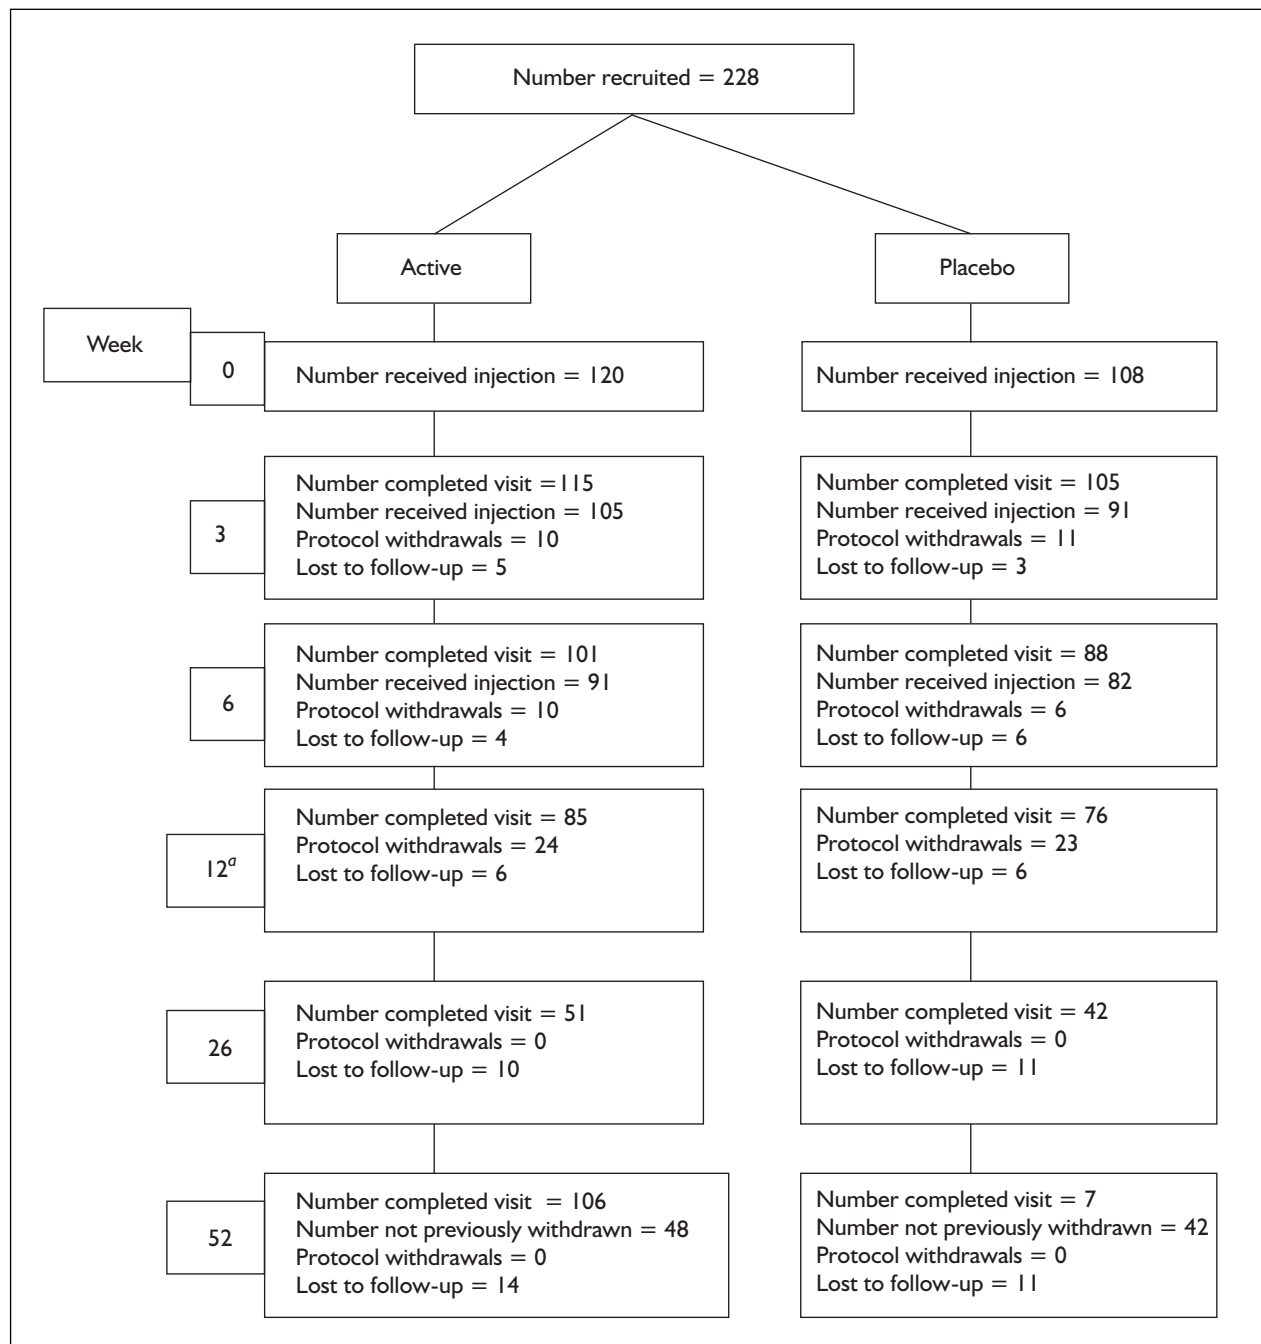 Number recruited = 228
Active
Placebo
Week
0
Number received injection = 120
Number received injection = 108
3
Number completed visit =115
Number received injection = 105
Protocol withdrawals = 10
Lost to follow-up = 5
Number completed visit = 105
Number received injection = 91
Protocol withdrawals = 11
Lost to follow-up = 3
6
Number completed visit = 101
Number received injection = 91
Protocol withdrawals = 10
Lost to follow-up = 4
Number completed visit = 88
Number received injection = 82
Protocol withdrawals = 6
Lost to follow-up = 6
12a
Number completed visit = 85
Protocol withdrawals = 24
Lost to follow-up = 6
Number completed visit = 76
Protocol withdrawals = 23
Lost to follow-up = 6
26
Number completed visit = 51
Protocol withdrawals = 0
Lost to follow-up = 10
Number completed visit = 42
Protocol withdrawals = 0
Lost to follow-up = 11
52
Number completed visit = 106
Number not previously withdrawn = 48
Protocol withdrawals = 0
Lost to follow-up = 14
Number completed visit = 7
Number not previously withdrawn = 42
Protocol withdrawals = 0
Lost to follow-up = 11